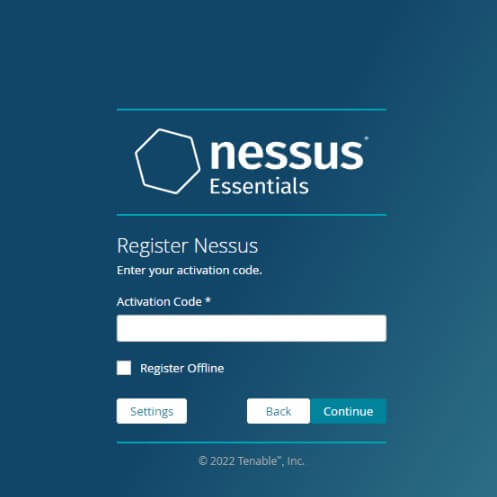 nessus®
Essentials
Register Nessus
Enter your activation code.
Activation Code *
Register Offline
Settings Back Continue
© 2022 Tenable™, Inc.